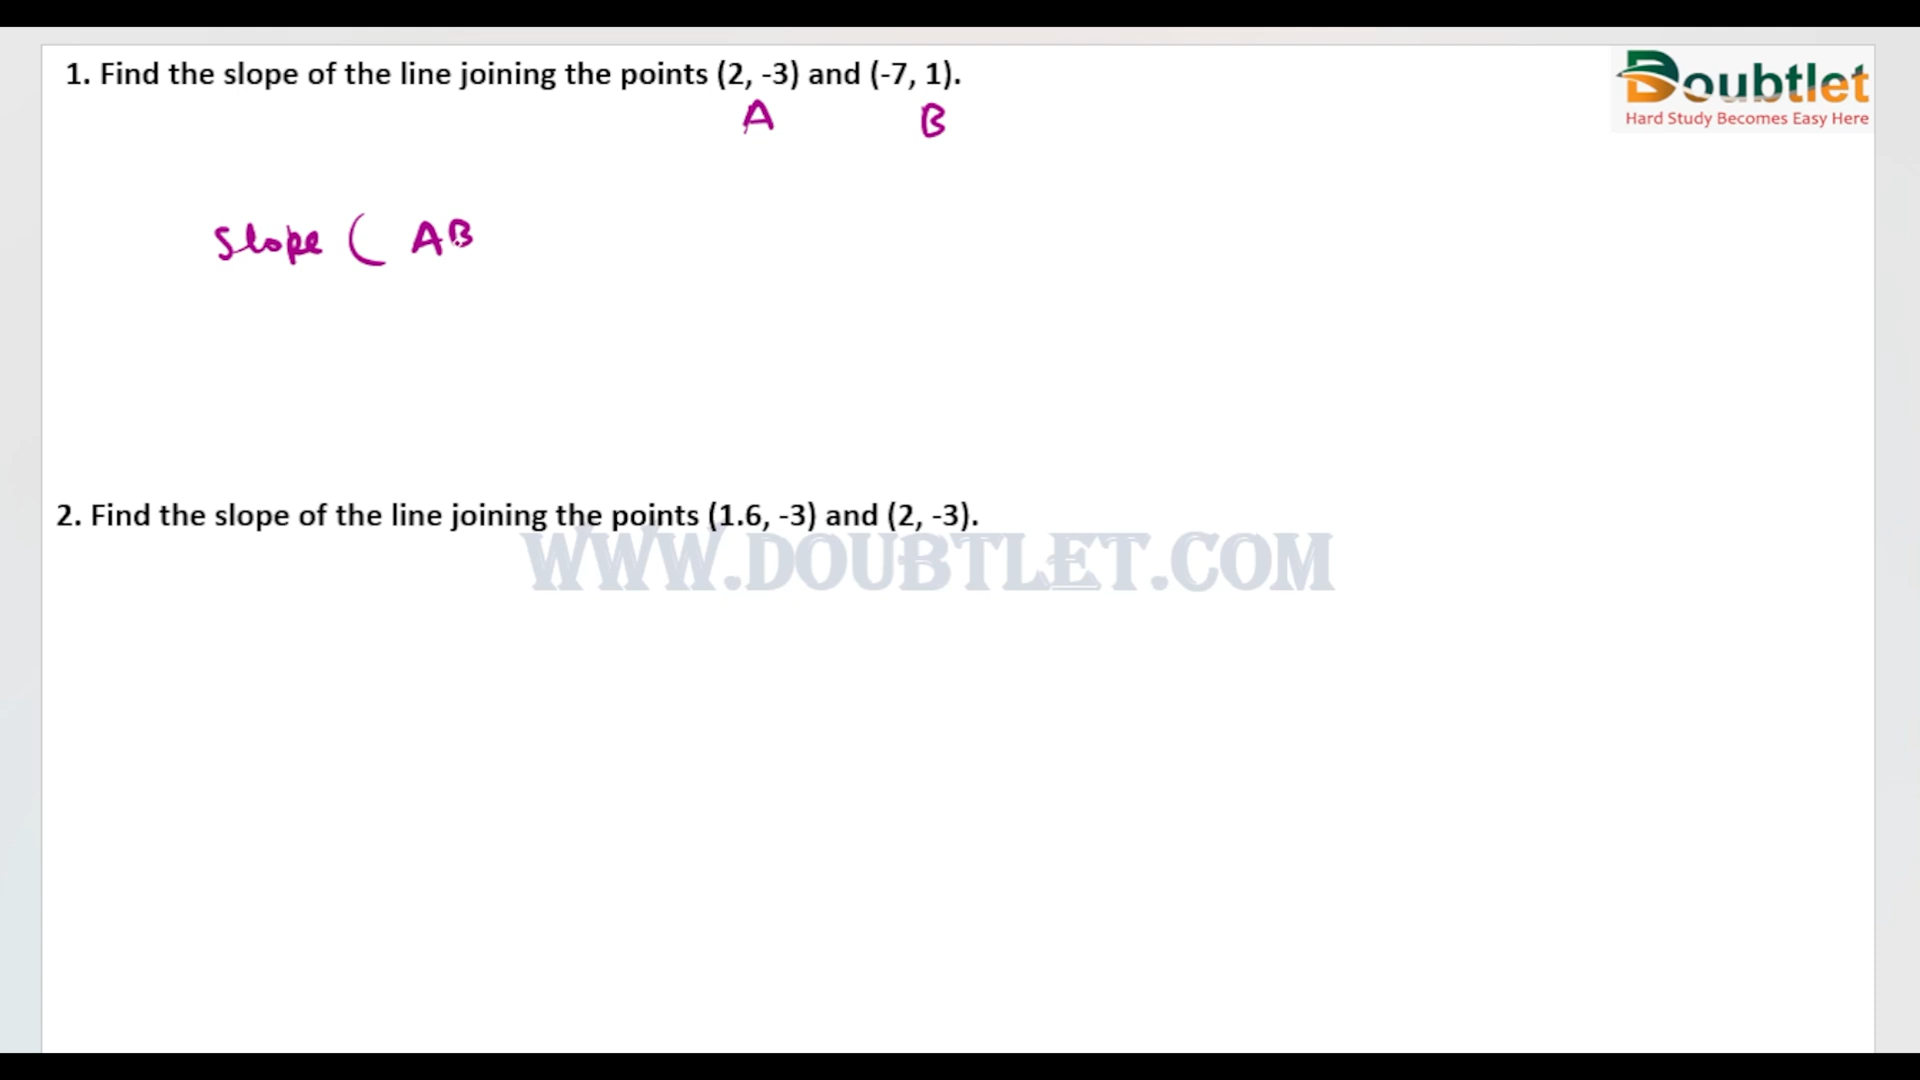 1. Find the slope of the line joining the points (2, -3) and (-7, 1).
Doubtlet
Hard Study Becomes Easy Here
A B
Slope ( AB
2. Find the slope of the line joining the points (1.6, -3) and (2, -3).
WWW.DOUBTLET.COM